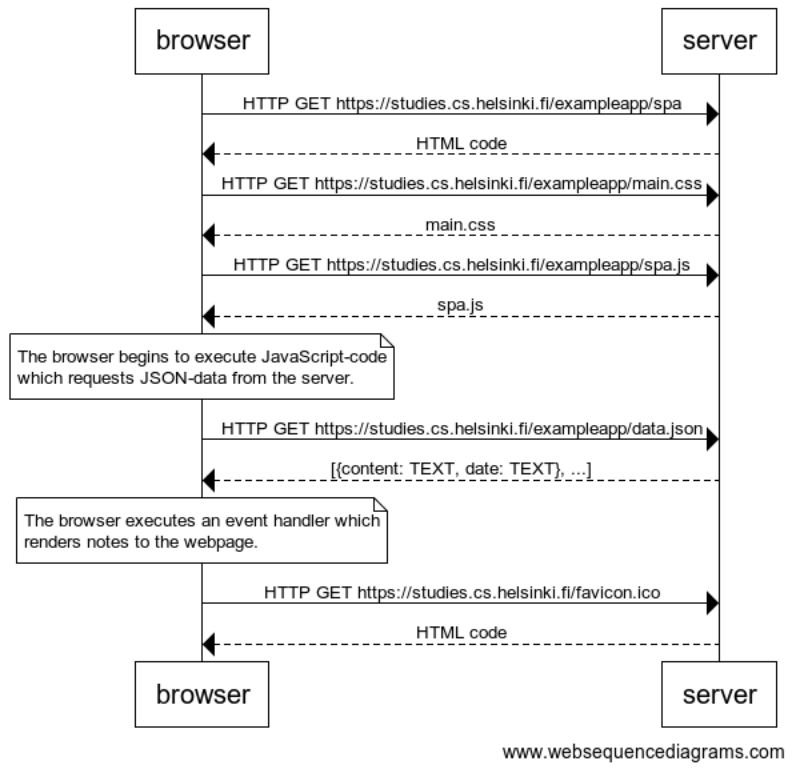 browser server
HTTP GET https://studies.cs.helsinki.fi/exampleapp/spa
HTML code
HTTP GET https://studies.cs.helsinki.fi/exampleapp/main.css
main.css
HTTP GET https://studies.cs.helsinki.fi/exampleapp/spa.js
spa.js
The browser begins to execute JavaScript-code
which requests JSON-data from the server.
HTTP GET https://studies.cs.helsinki.fi/exampleapp/data.json
[{content: TEXT, date: TEXT}, ...]
The browser executes an event handler which
renders notes to the webpage.
HTTP GET https://studies.cs.helsinki.fi/favicon.ico
HTML code
browser server
www.websequencediagrams.com